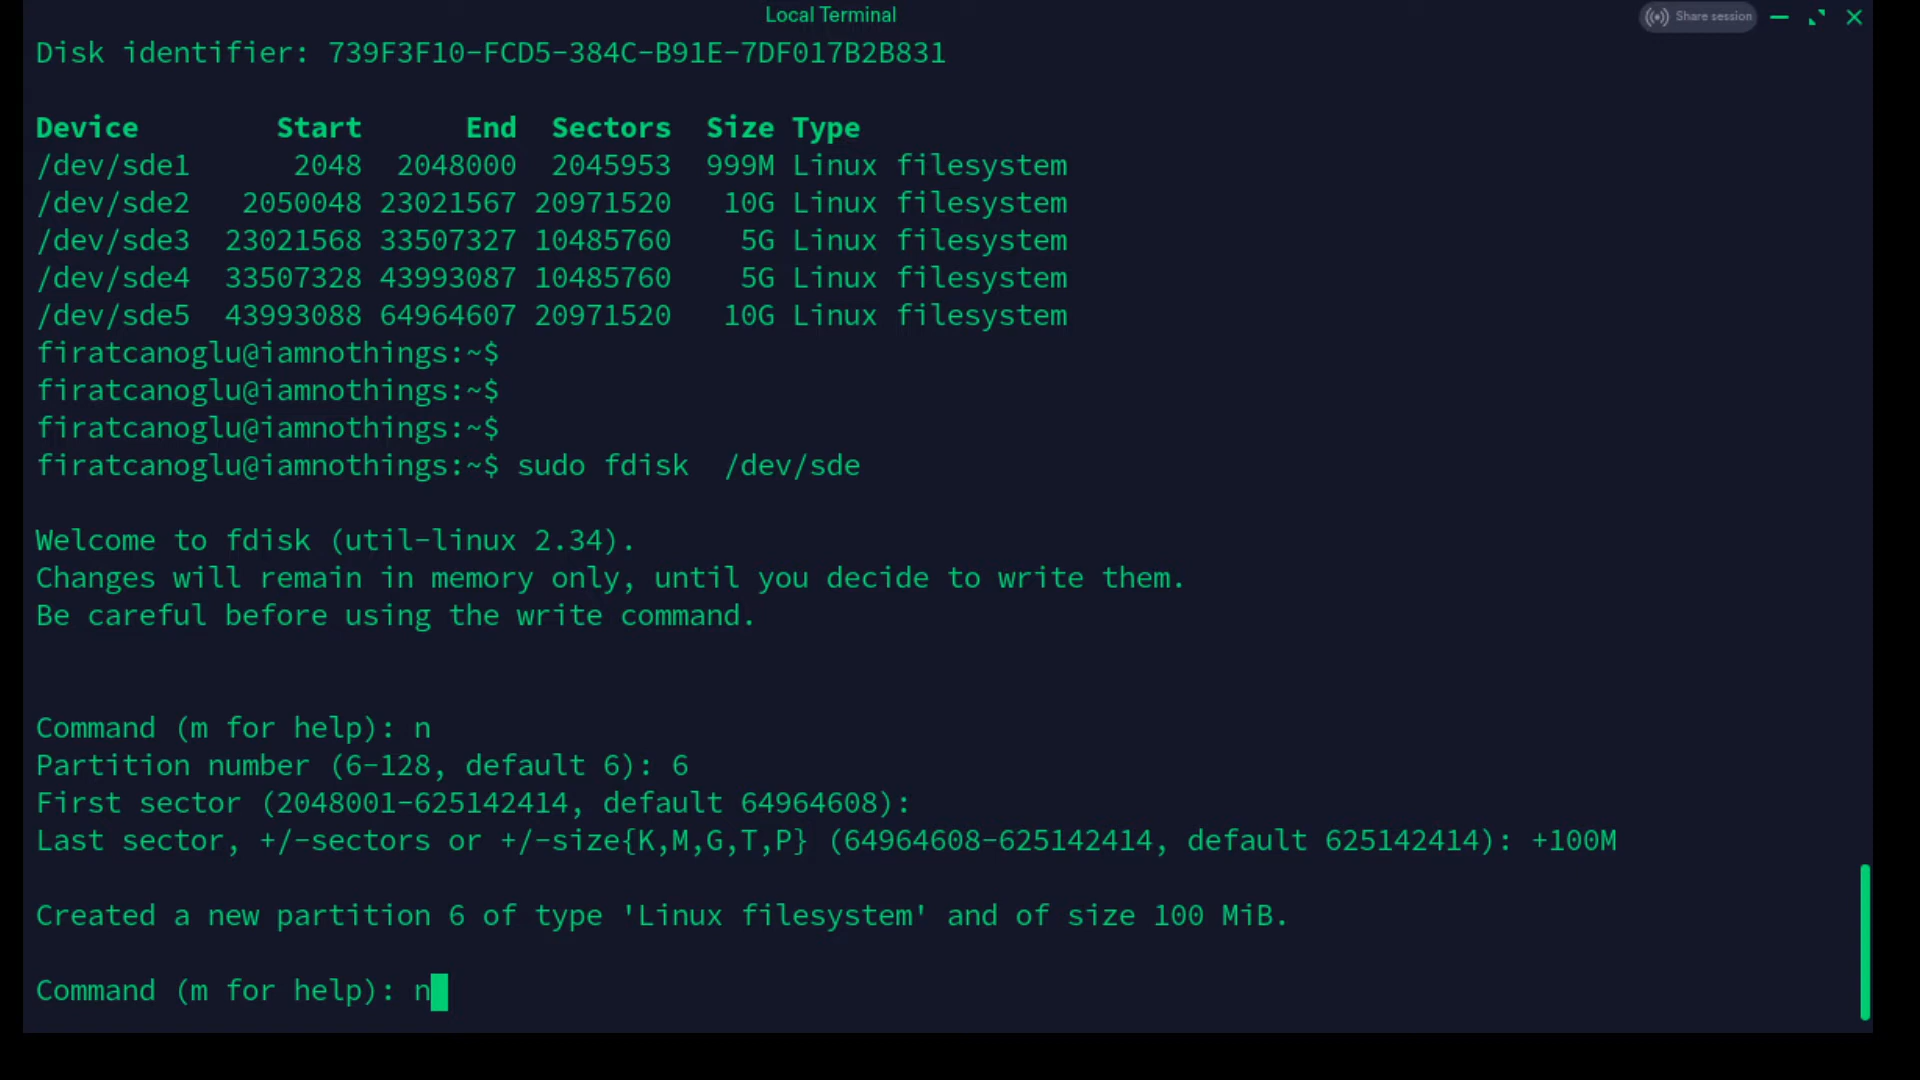 Local Terminal
Share session
Disk identifier: 739F3F10-FCD5-384C-B91E-7DF017B2B831
Device Start End Sectors Size Type
/dev/sde1 2048 2048000 2045953 999M Linux filesystem
/dev/sde2 2050048 23021567 20971520 10G Linux filesystem
/dev/sde3 23021568 33507327 10485760 5G Linux filesystem
/dev/sde4 33507328 43993087 10485760 5G Linux filesystem
/dev/sde5 43993088 64964607 20971520 10G Linux filesystem
firatcanoglu@iamnothings:~$
firatcanoglu@iamnothings:~$
firatcanoglu@iamnothings:~$
firatcanoglu@iamnothings:~$ sudo fdisk  /dev/sde
Welcome to fdisk (util-linux 2.34).
Changes will remain in memory only, until you decide to write them.
Be careful before using the write command.
Command (m for help): n
Partition number (6-128, default 6): 6
First sector (2048001-625142414, default 64964608):
Last sector, +/-sectors or +/-size{K,M,G,T,P} (64964608-625142414, default 625142414): +100M
Created a new partition 6 of type 'Linux filesystem' and of size 100 MiB.
Command (m for help): n